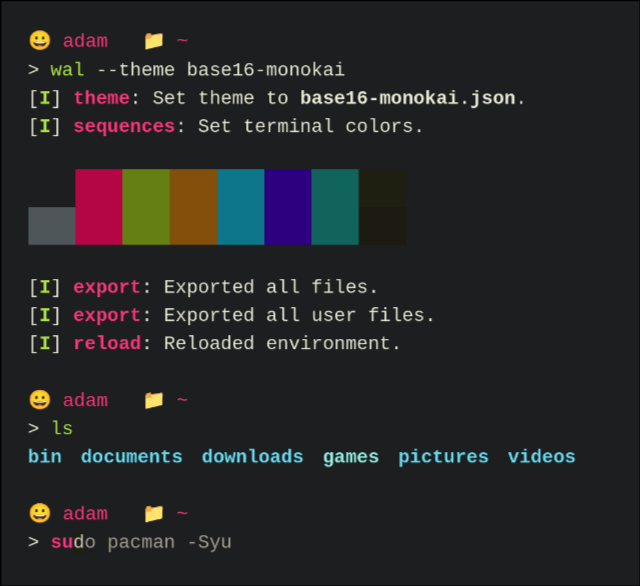 😀 adam 📁 ~
> wal --theme base16-monokai
[I] theme: Set theme to base16-monokai.json.
[I] sequences: Set terminal colors.
[I] export: Exported all files.
[I] export: Exported all user files.
[I] reload: Reloaded environment.
😀 adam 📁 ~
> ls
bin documents downloads games pictures videos
😀 adam 📁 ~
> sudo pacman -Syu